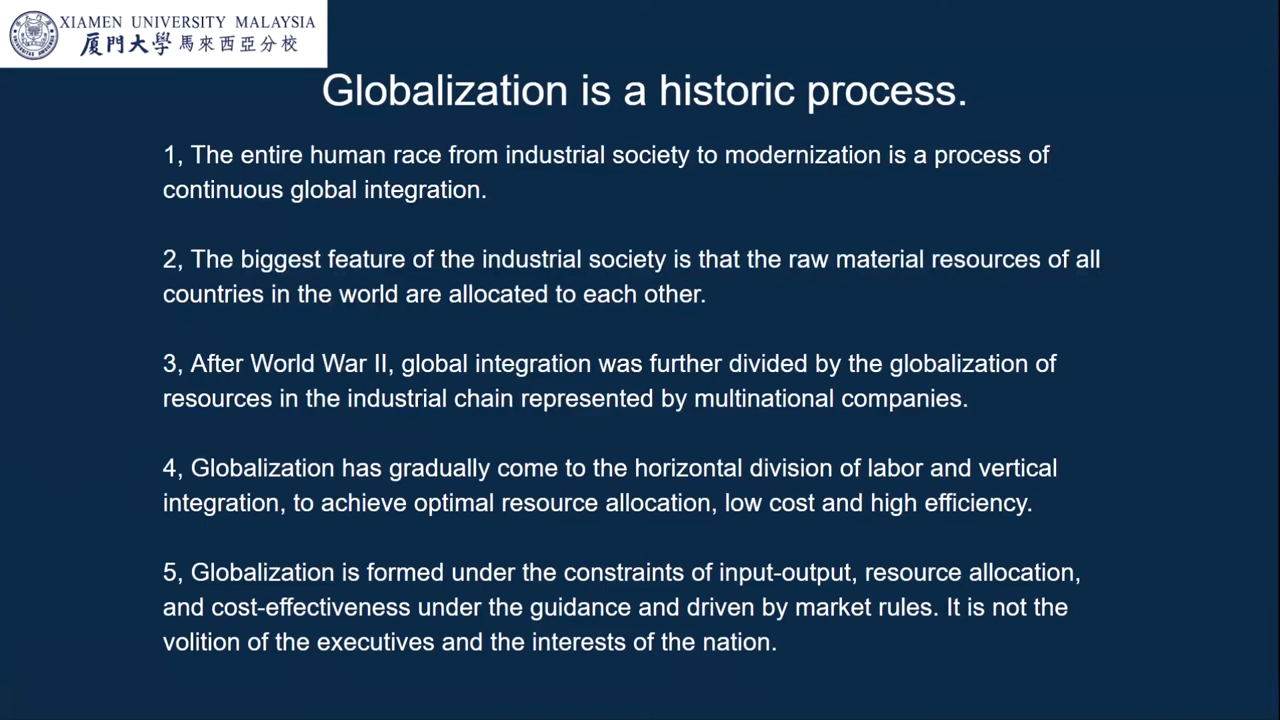 XIAMEN UNIVERSITY MALAYSIA
厦門大學 馬來西亞分校
Globalization is a historic process.
1, The entire human race from industrial society to modernization is a process of
continuous global integration.
2, The biggest feature of the industrial society is that the raw material resources of all
countries in the world are allocated to each other.
3, After World War II, global integration was further divided by the globalization of
resources in the industrial chain represented by multinational companies.
4, Globalization has gradually come to the horizontal division of labor and vertical
integration, to achieve optimal resource allocation, low cost and high efficiency.
5, Globalization is formed under the constraints of input-output, resource allocation,
and cost-effectiveness under the guidance and driven by market rules. It is not the
volition of the executives and the interests of the nation.